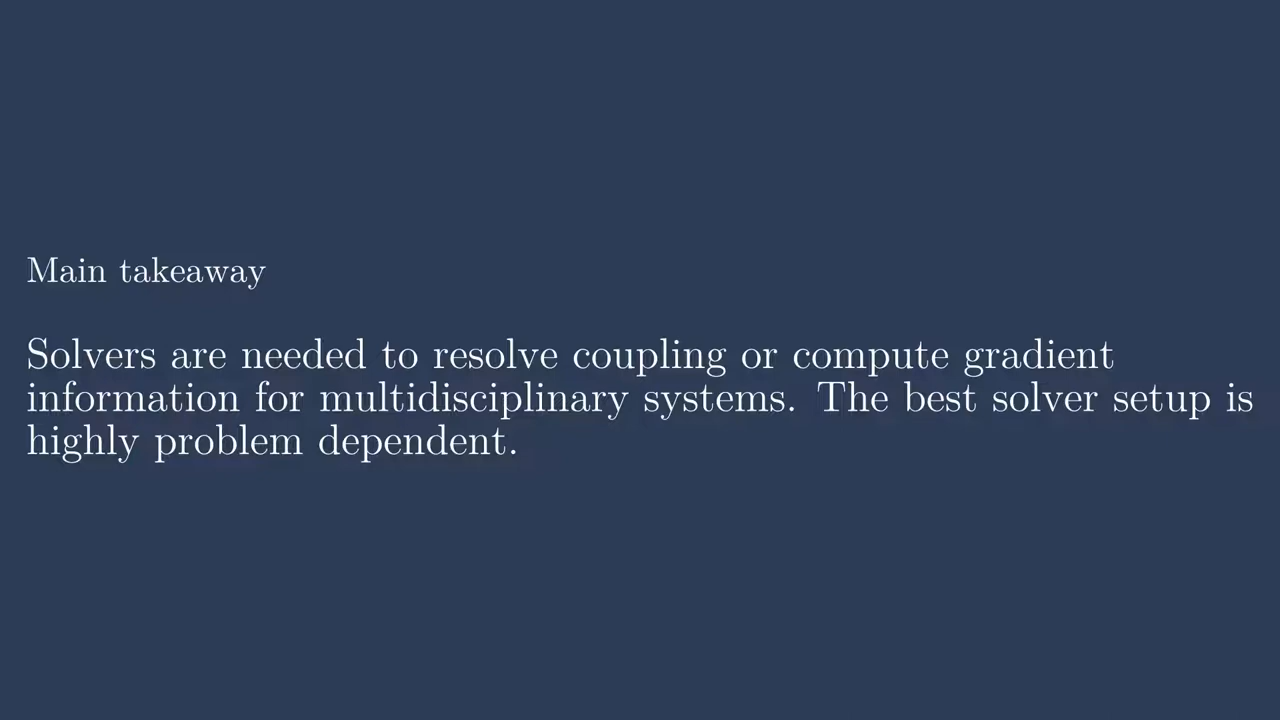 Main takeaway
Solvers are needed to resolve coupling or compute gradient
information for multidisciplinary systems. The best solver setup is
highly problem dependent.